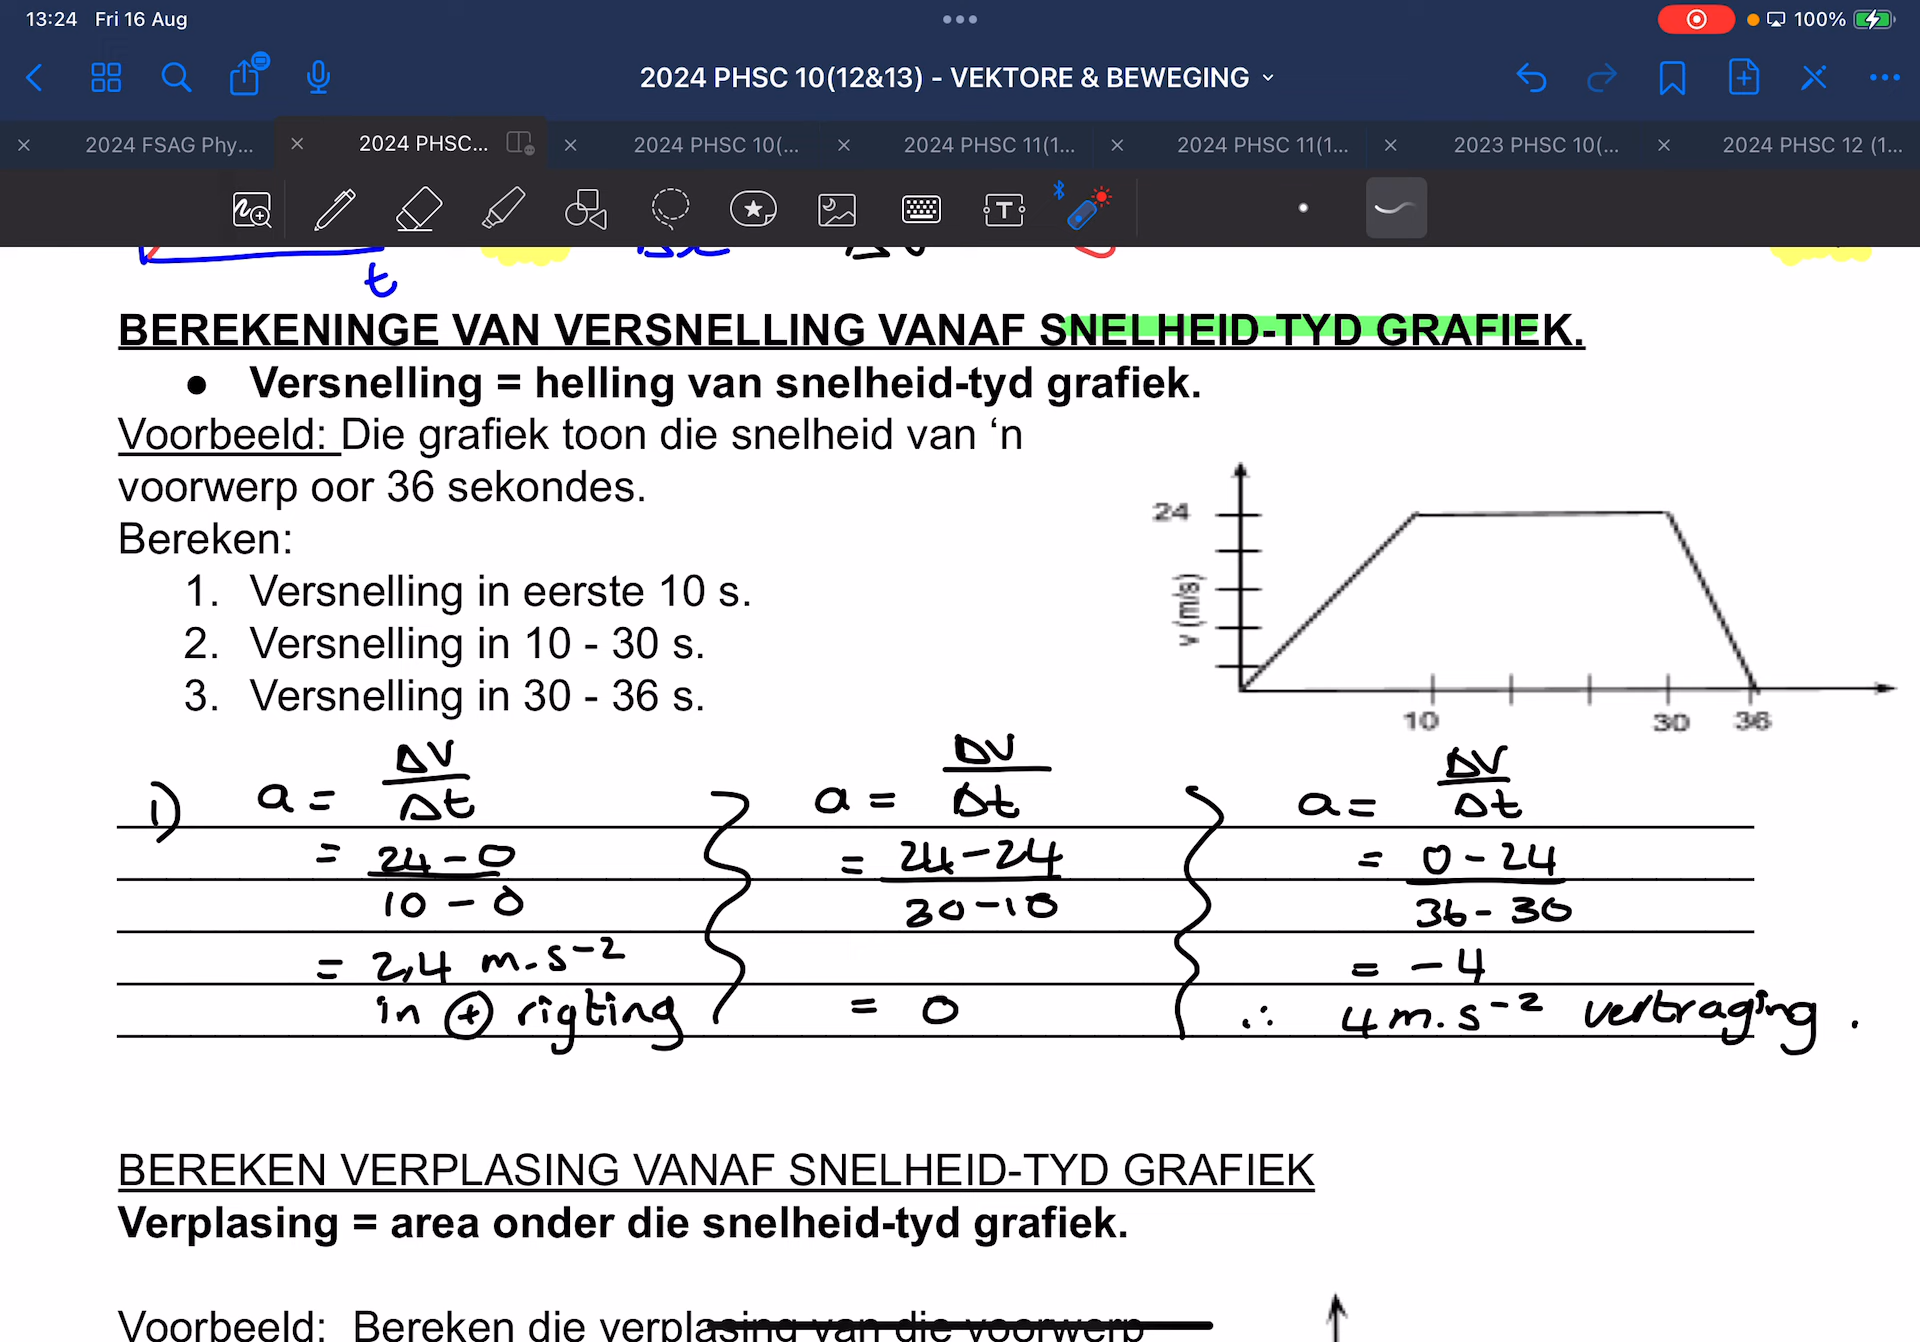 13:24 Fri 16 Aug
100%
2024 PHSC 10(12&13) - VEKTORE & BEWEGING
2024 FSAG Phy...
2024 PHSC...
2024 PHSC 10(...
2024 PHSC 11(1...
2024 PHSC 11(1...
2023 PHSC 10(...
2024 PHSC 12 (1...
t
BEREKENINGE VAN VERSNELLING VANAF SNELHEID-TYD GRAFIEK.
● Versnelling = helling van snelheid-tyd grafiek.
Voorbeeld: Die grafiek toon die snelheid van ‘n
voorwerp oor 36 sekondes.
Bereken:
1. Versnelling in eerste 10 s.
2. Versnelling in 10 - 30 s.
3. Versnelling in 30 - 36 s.
24
v (m/s)
10 30 36
1) a = Δv/Δt
= 24 - 0
10 - 0
= 2,4 m.s-2
in ⊕ rigting
a = Δv/Δt
= 24 - 24
30 - 10
= 0
a = Δv/Δt
= 0 - 24
36 - 30
= -4
∴ 4 m.s-2 vertraging.
BEREKEN VERPLASING VANAF SNELHEID-TYD GRAFIEK
Verplasing = area onder die snelheid-tyd grafiek.
Voorbeeld: Bereken die verplasing van die voorwerp